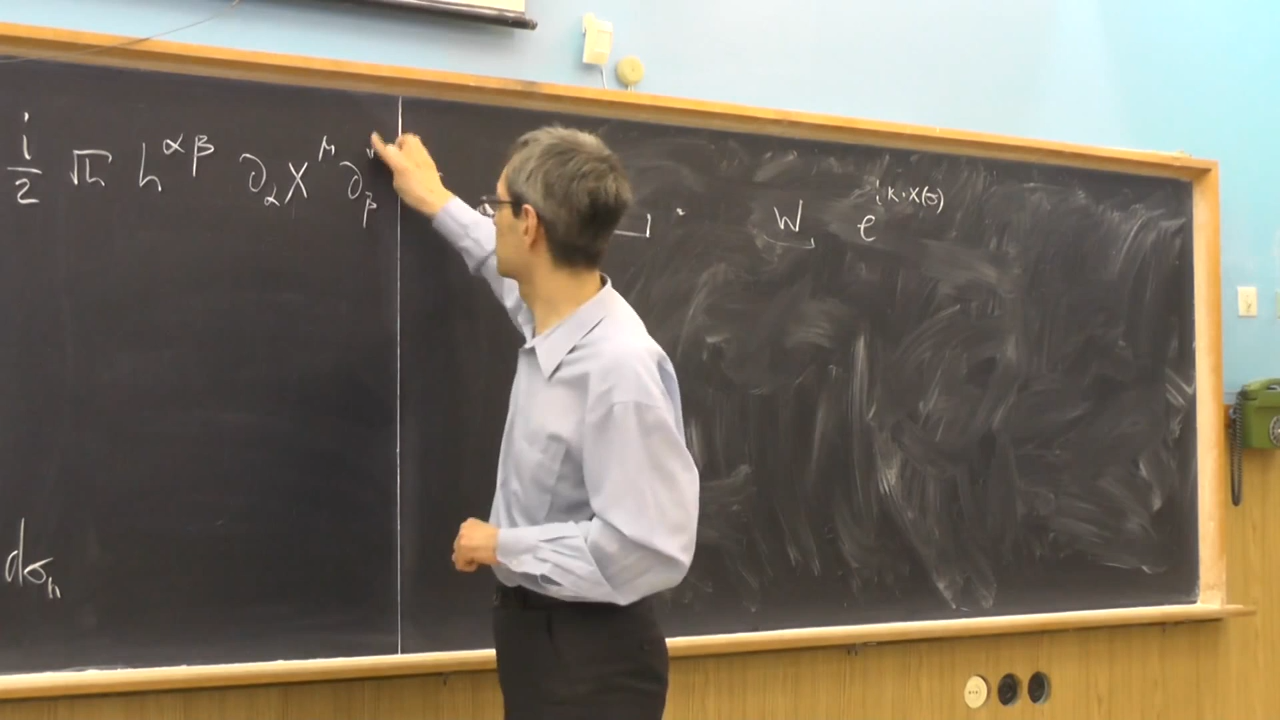 i/2 √h h^{αβ} ∂_α X^μ ∂_β
W e^{ik·X(σ)}
dσ_n